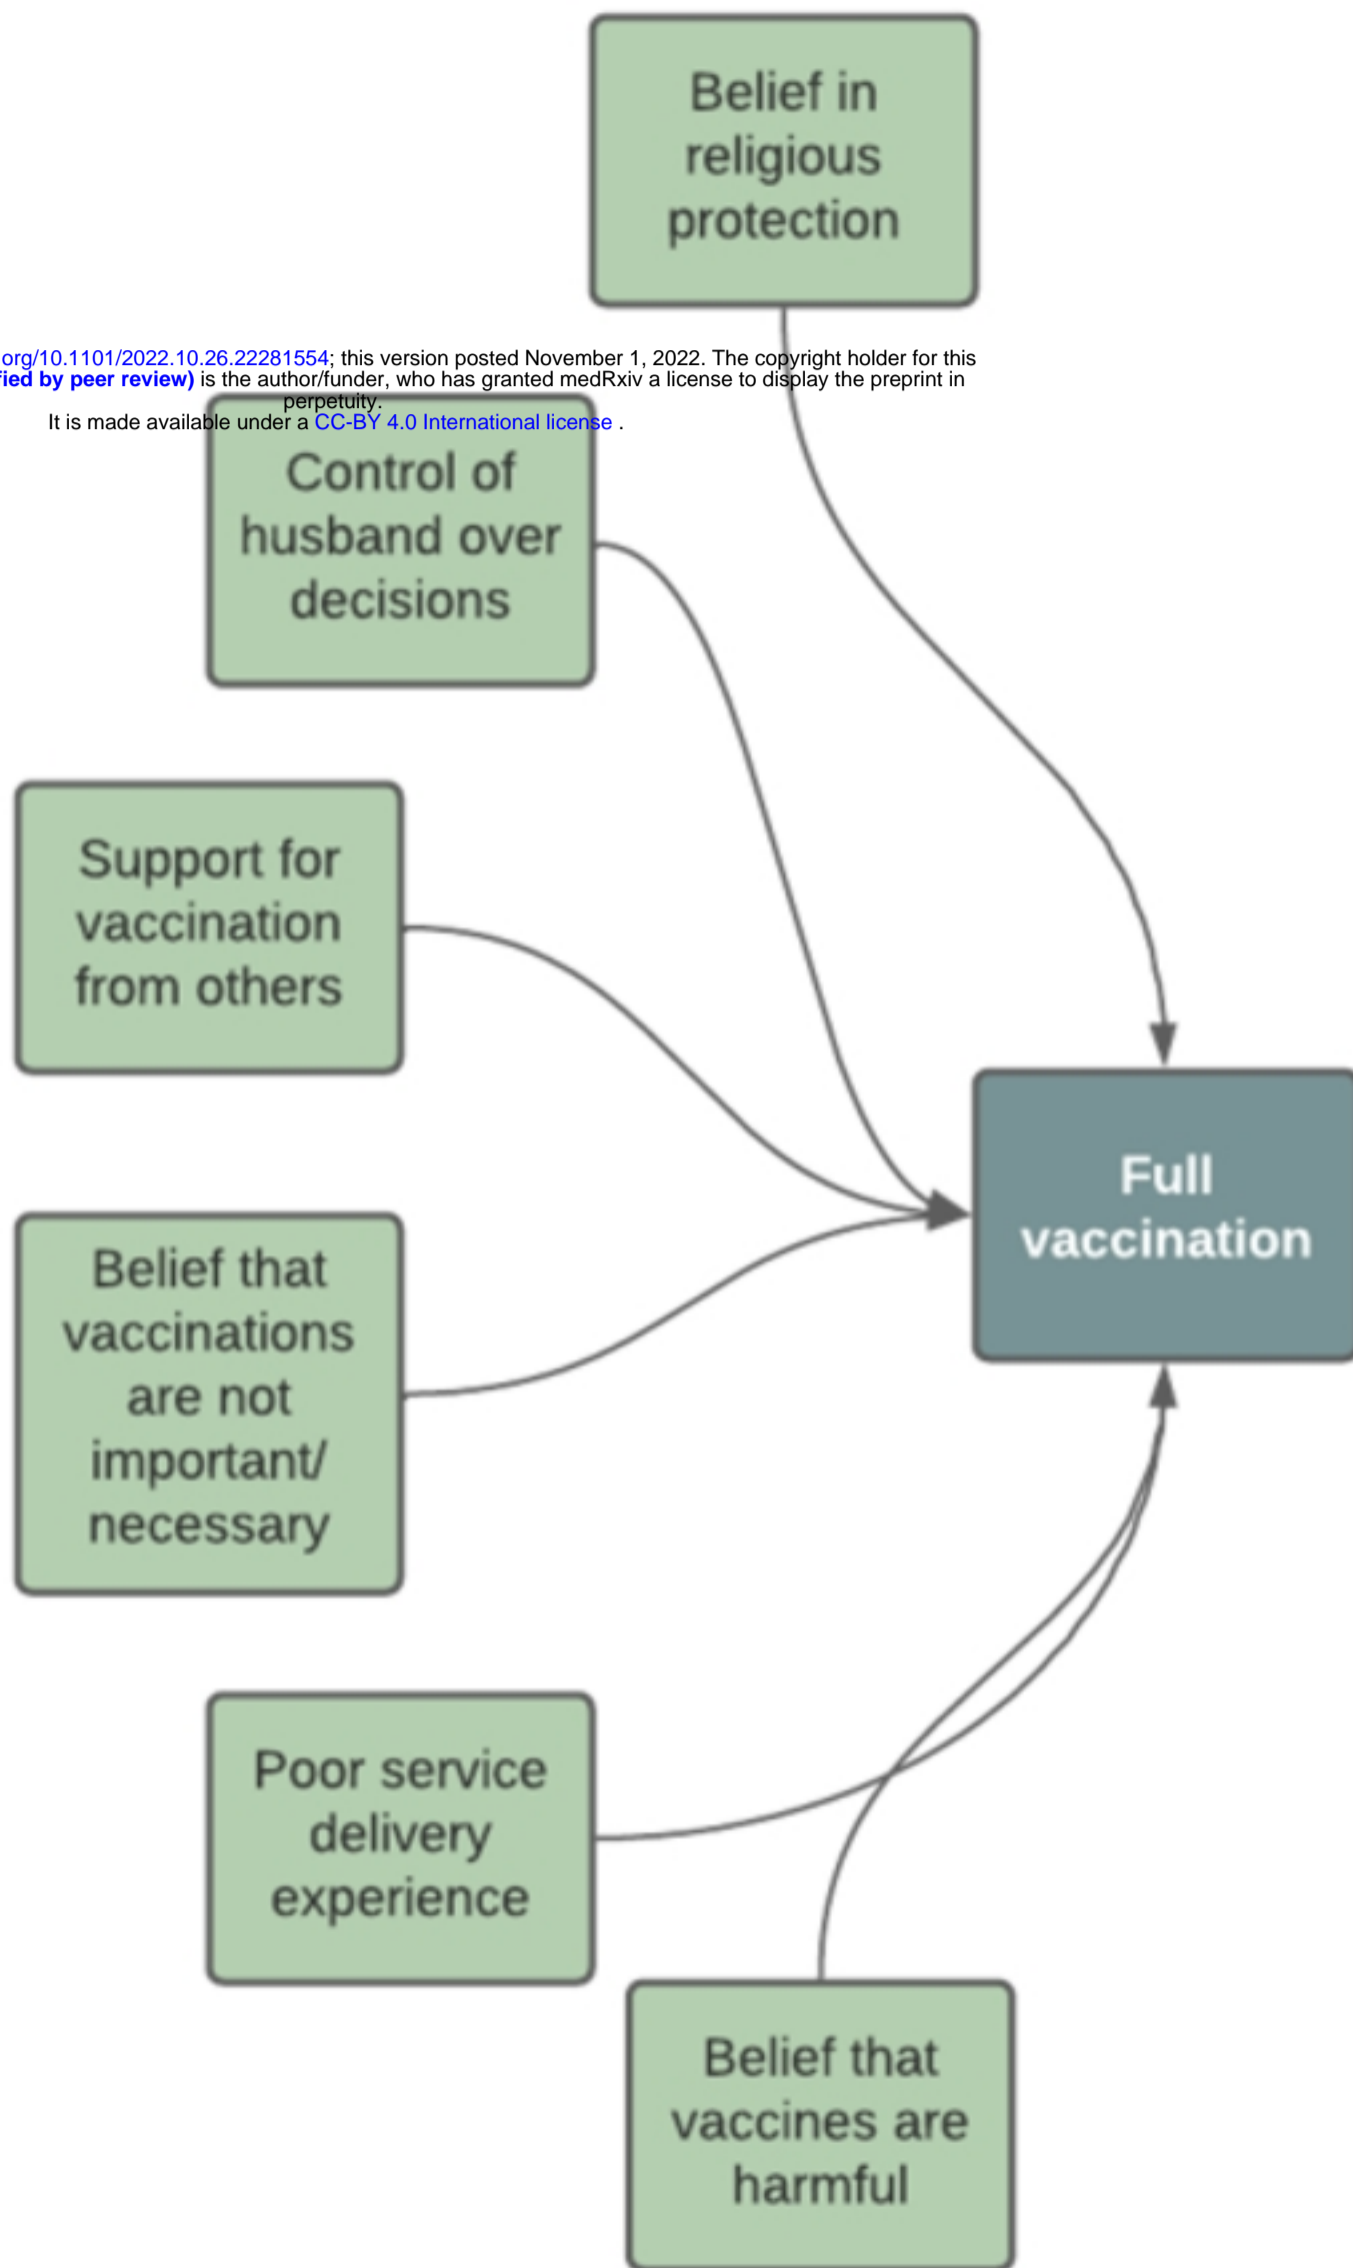 Belief in
religious
protection
org/10.1101/2022.10.26.22281554; this version posted November 1, 2022. The copyright holder for this
fied by peer review) is the author/funder, who has granted medRxiv a license to display the preprint in
perpetuity.
It is made available under a CC-BY 4.0 International license .
Control of
husband over
decisions
Support for
vaccination
from others
Full
vaccination
Belief that
vaccinations
are not
important/
necessary
Poor service
delivery
experience
Belief that
vaccines are
harmful